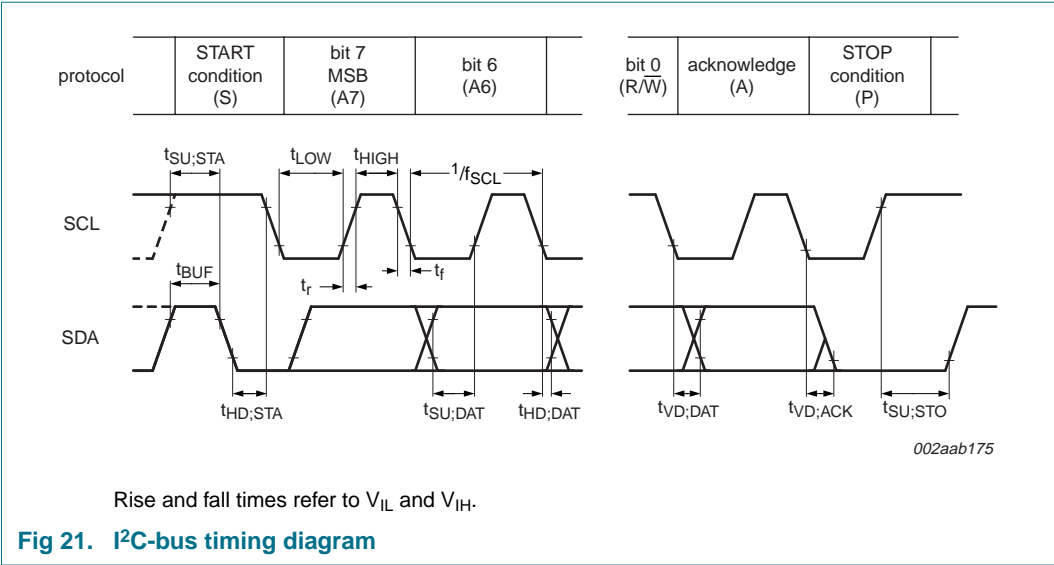 protocol
START
condition
(S)
bit 7
MSB
(A7)
bit 6
(A6)
bit 0
(R/W̅)
acknowledge
(A)
STOP
condition
(P)
tSU;STA
tLOW
tHIGH
1/fSCL
SCL
tBUF
tr
tf
SDA
tHD;STA
tSU;DAT
tHD;DAT
tVD;DAT
tVD;ACK
tSU;STO
002aab175
Rise and fall times refer to VIL and VIH.
Fig 21. I²C-bus timing diagram